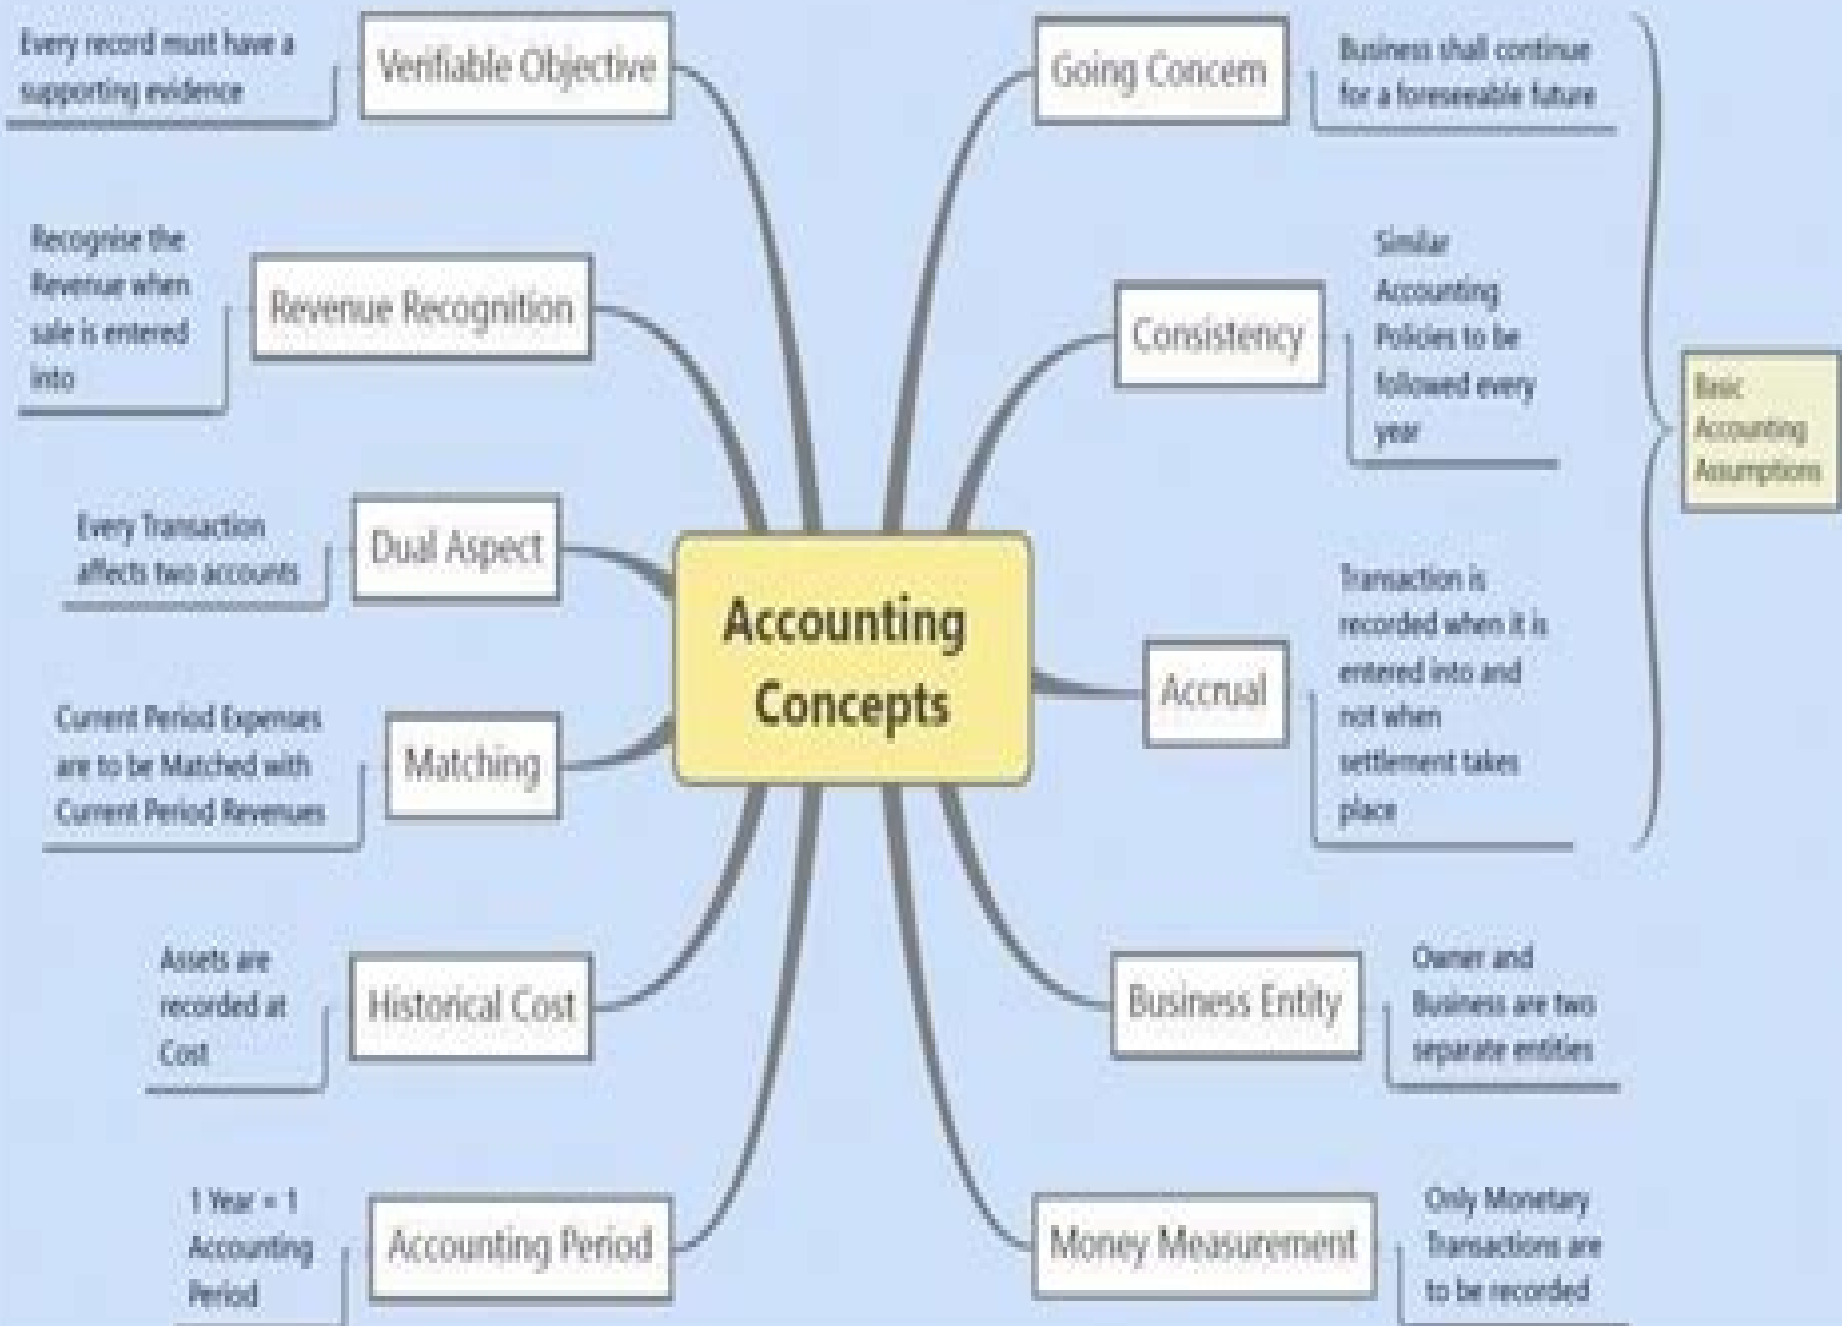 Accounting
Concepts
Verifiable Objective
Every record must have a
supporting evidence
Revenue Recognition
Recognise the
Revenue when
sale is entered
into
Dual Aspect
Every Transaction
affects two accounts
Matching
Current Period Expenses
are to be Matched with
Current Period Revenues
Historical Cost
Assets are
recorded at
Cost
Accounting Period
1 Year = 1
Accounting
Period
Going Concern
Business shall continue
for a foreseeable future
Consistency
Similar
Accounting
Policies to be
followed every
year
Accrual
Transaction is
recorded when it is
entered into and
not when
settlement takes
place
Basic
Accounting
Assumptions
Business Entity
Owner and
Business are two
separate entities
Money Measurement
Only Monetary
Transactions are
to be recorded